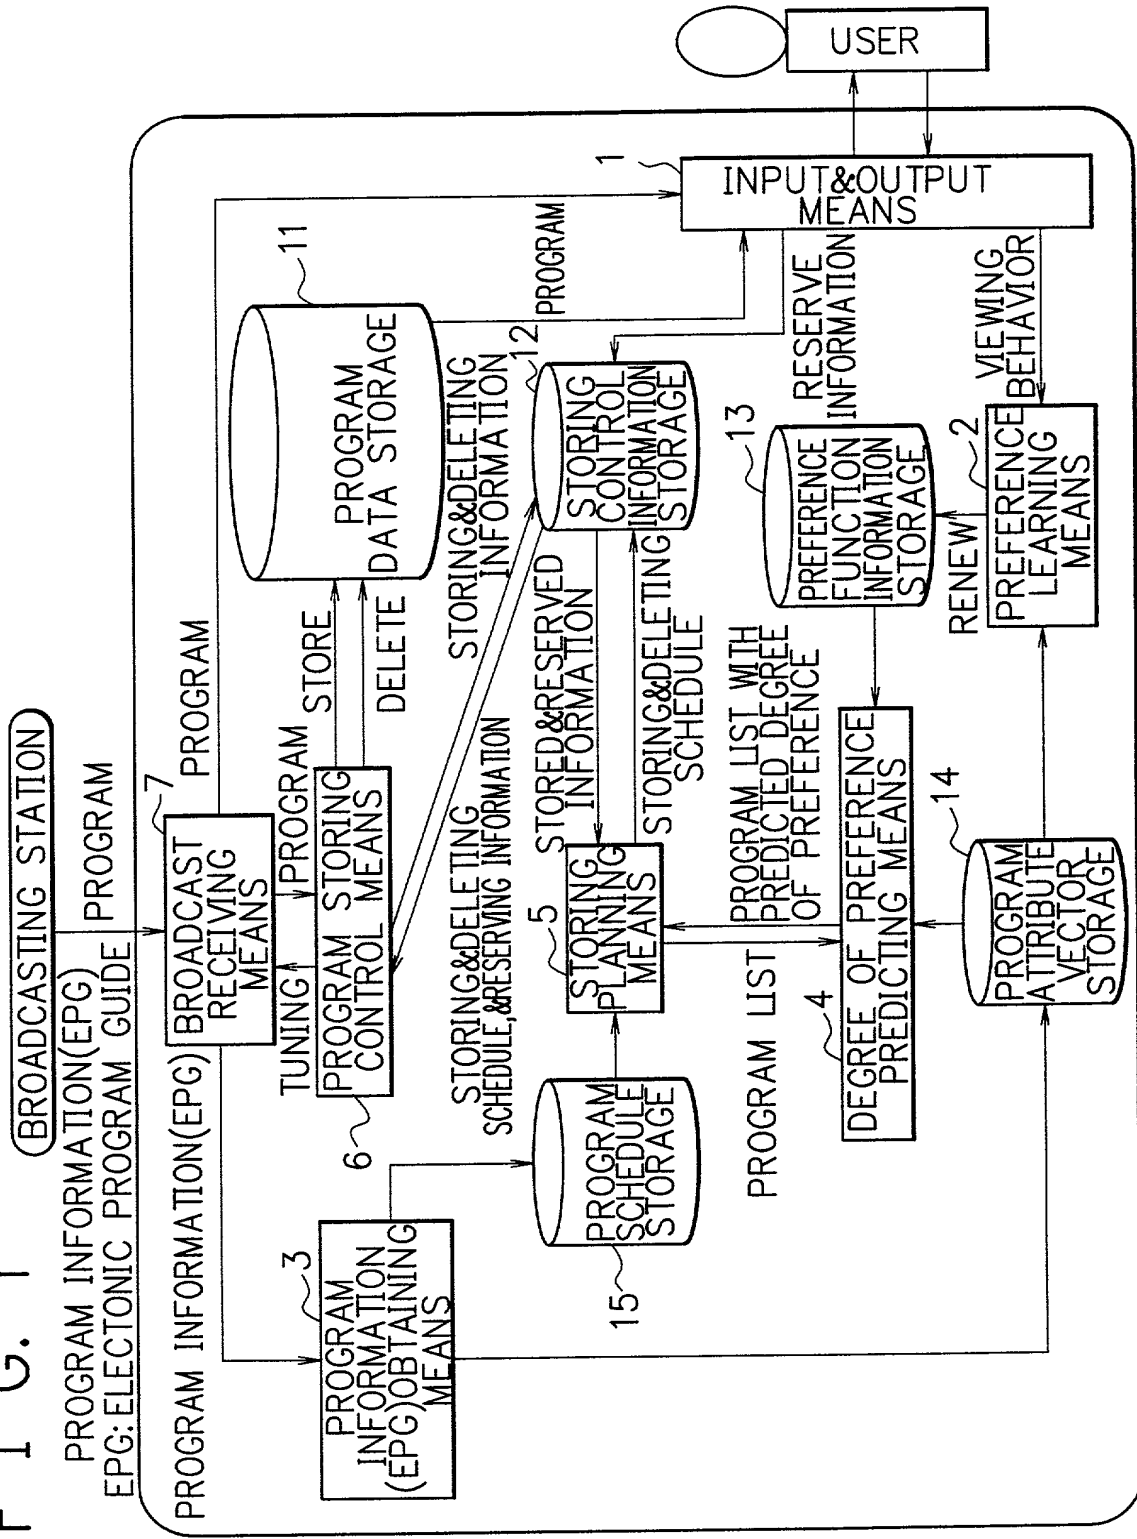 FIG. 1
BROADCASTING STATION
PROGRAM INFORMATION(EPG)
EPG:ELECTONIC PROGRAM GUIDE
PROGRAM
PROGRAM INFORMATION(EPG)
7
BROADCAST
RECEIVING
MEANS
PROGRAM
TUNING
PROGRAM
3
PROGRAM
INFORMATION
(EPG)OBTAINING
MEANS
6
PROGRAM STORING
CONTROL MEANS
STORE
DELETE
11
PROGRAM
DATA STORAGE
STORING&DELETING
SCHEDULE,&RESERVING INFORMATION
STORING&DELETING
INFORMATION
PROGRAM
15
PROGRAM
SCHEDULE
STORAGE
5
STORING
PLANNING
MEANS
STORED&RESERVED
INFORMATION
STORING&DELETING
SCHEDULE
12
STORING
CONTROL
INFORMATION
STORAGE
1
INPUT&OUTPUT
MEANS
USER
PROGRAM LIST
PROGRAM LIST WITH
PREDICTED DEGREE
OF PREFERENCE
RESERVE
INFORMATION
4
DEGREE OF PREFERENCE
PREDICTING MEANS
13
PREFERENCE
FUNCTION
INFORMATION
STORAGE
RENEW
VIEWING
BEHAVIOR
14
PROGRAM
ATTRIBUTE
VECTOR
STORAGE
2
PREFERENCE
LEARNING
MEANS